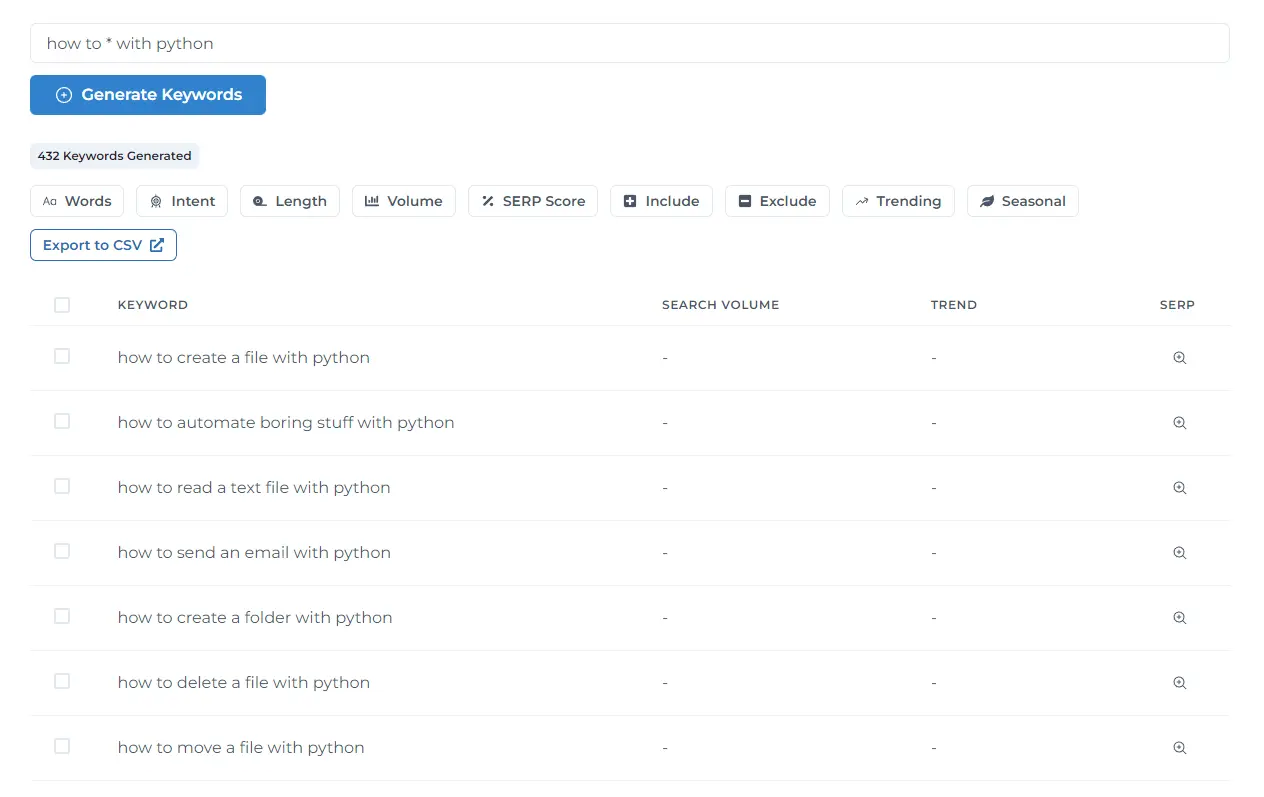 how to * with python
Generate Keywords
432 Keywords Generated
Aa Words Intent Length Volume SERP Score Include Exclude Trending Seasonal
Export to CSV
KEYWORD SEARCH VOLUME TREND SERP
how to create a file with python - -
how to automate boring stuff with python - -
how to read a text file with python - -
how to send an email with python - -
how to create a folder with python - -
how to delete a file with python - -
how to move a file with python - -